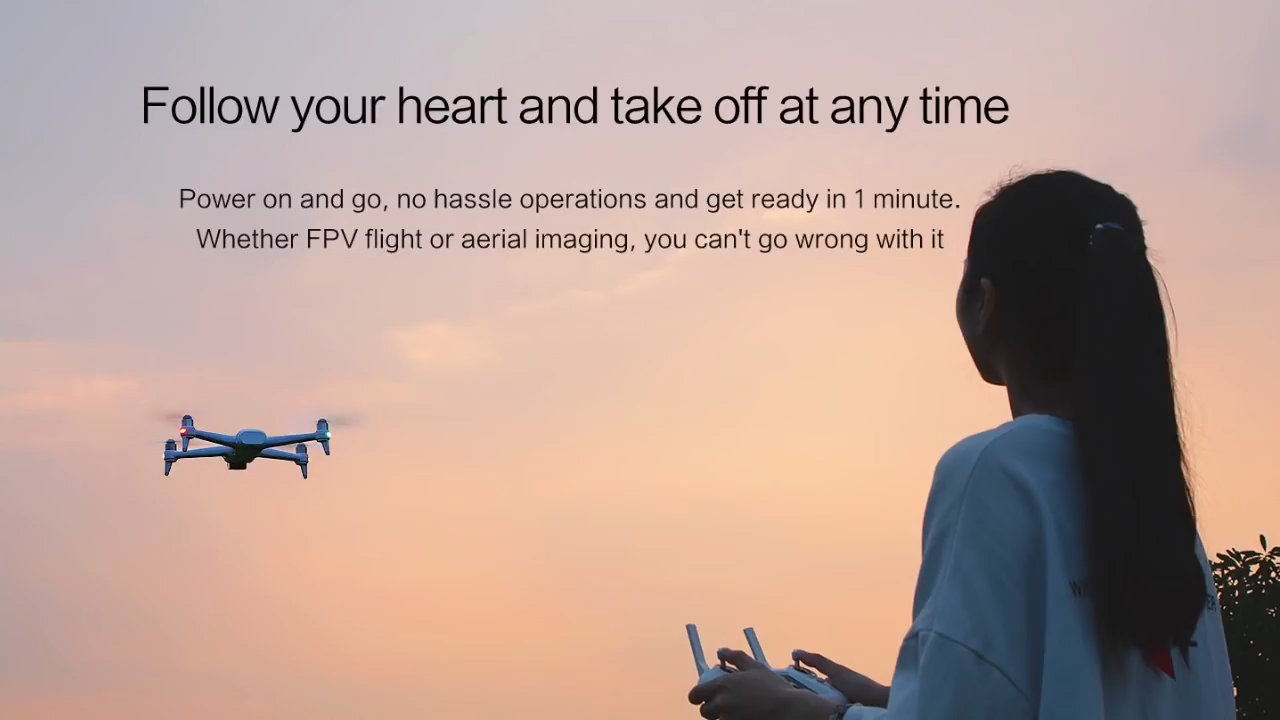 Follow your heart and take off at any time
Power on and go, no hassle operations and get ready in 1 minute.
Whether FPV flight or aerial imaging, you can't go wrong with it